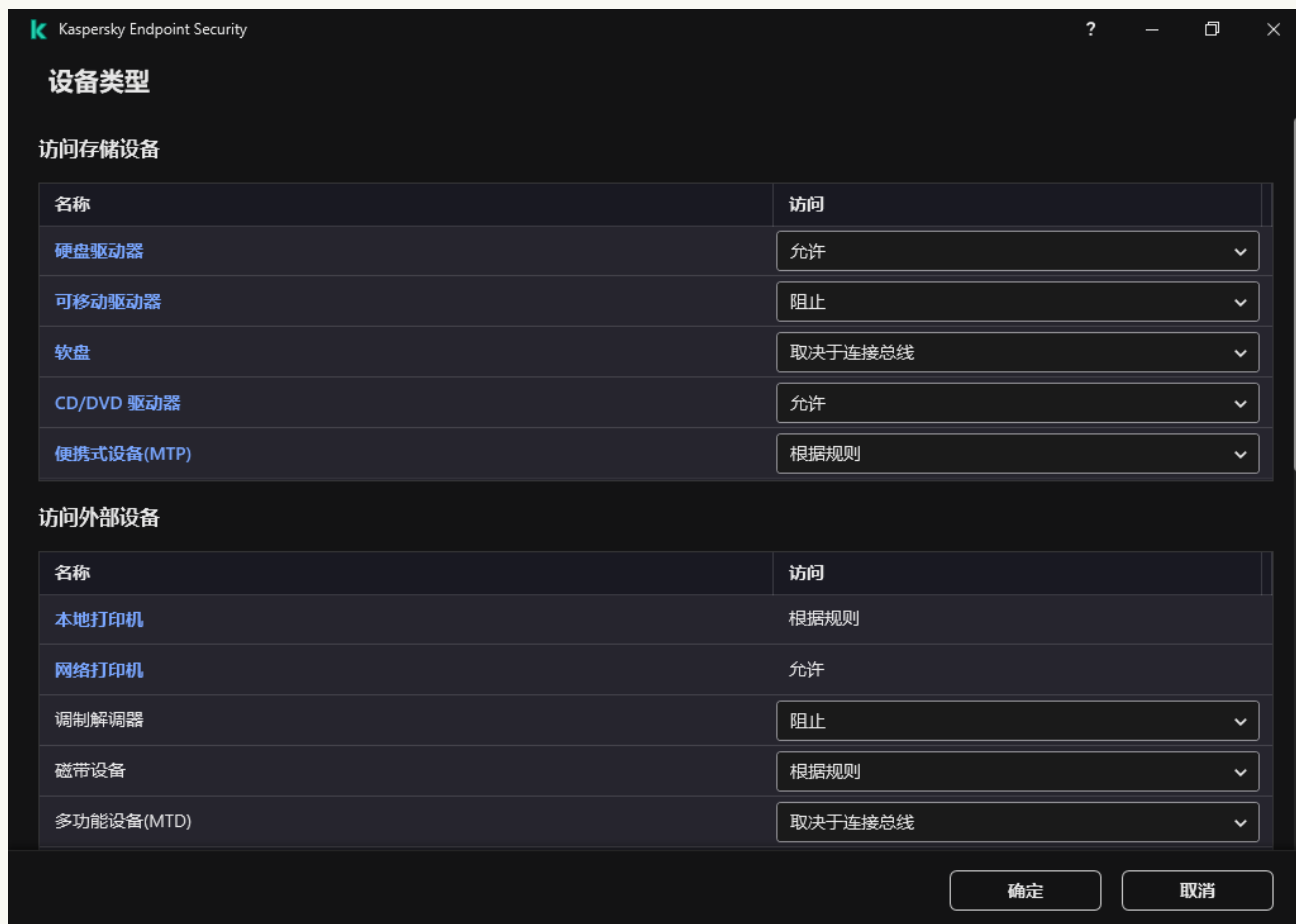 Kaspersky Endpoint Security ?
设备类型
访问存储设备
名称 访问
硬盘驱动器 允许
可移动驱动器 阻止
软盘 取决于连接总线
CD/DVD 驱动器 允许
便携式设备(MTP) 根据规则
访问外部设备
名称 访问
本地打印机 根据规则
网络打印机 允许
调制解调器 阻止
磁带设备 根据规则
多功能设备(MTD) 取决于连接总线
确定 取消